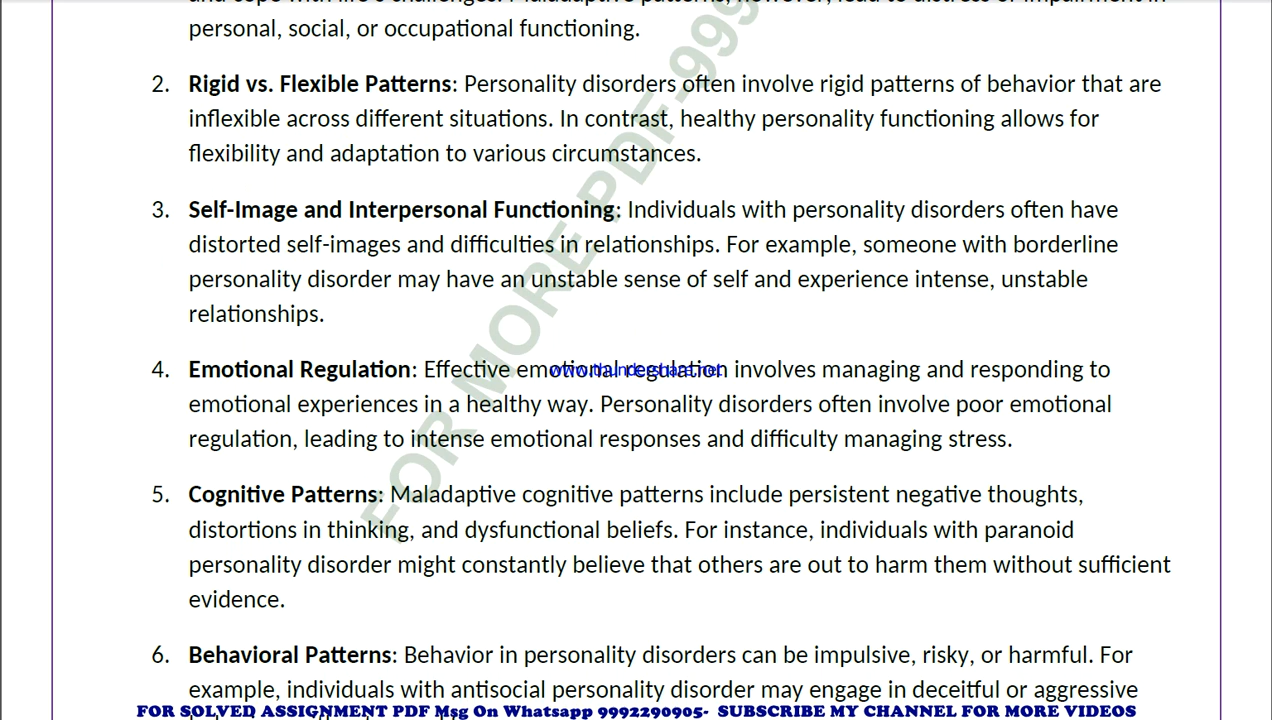 personal, social, or occupational functioning.
2. Rigid vs. Flexible Patterns: Personality disorders often involve rigid patterns of behavior that are
inflexible across different situations. In contrast, healthy personality functioning allows for
flexibility and adaptation to various circumstances.
3. Self-Image and Interpersonal Functioning: Individuals with personality disorders often have
distorted self-images and difficulties in relationships. For example, someone with borderline
personality disorder may have an unstable sense of self and experience intense, unstable
relationships.
4. Emotional Regulation: Effective emotional regulation involves managing and responding to
emotional experiences in a healthy way. Personality disorders often involve poor emotional
regulation, leading to intense emotional responses and difficulty managing stress.
5. Cognitive Patterns: Maladaptive cognitive patterns include persistent negative thoughts,
distortions in thinking, and dysfunctional beliefs. For instance, individuals with paranoid
personality disorder might constantly believe that others are out to harm them without sufficient
evidence.
6. Behavioral Patterns: Behavior in personality disorders can be impulsive, risky, or harmful. For
example, individuals with antisocial personality disorder may engage in deceitful or aggressive
FOR SOLVED ASSIGNMENT PDF Msg On Whatsapp 9992290905- SUBSCRIBE MY CHANNEL FOR MORE VIDEOS
FOR MORE PDF-999